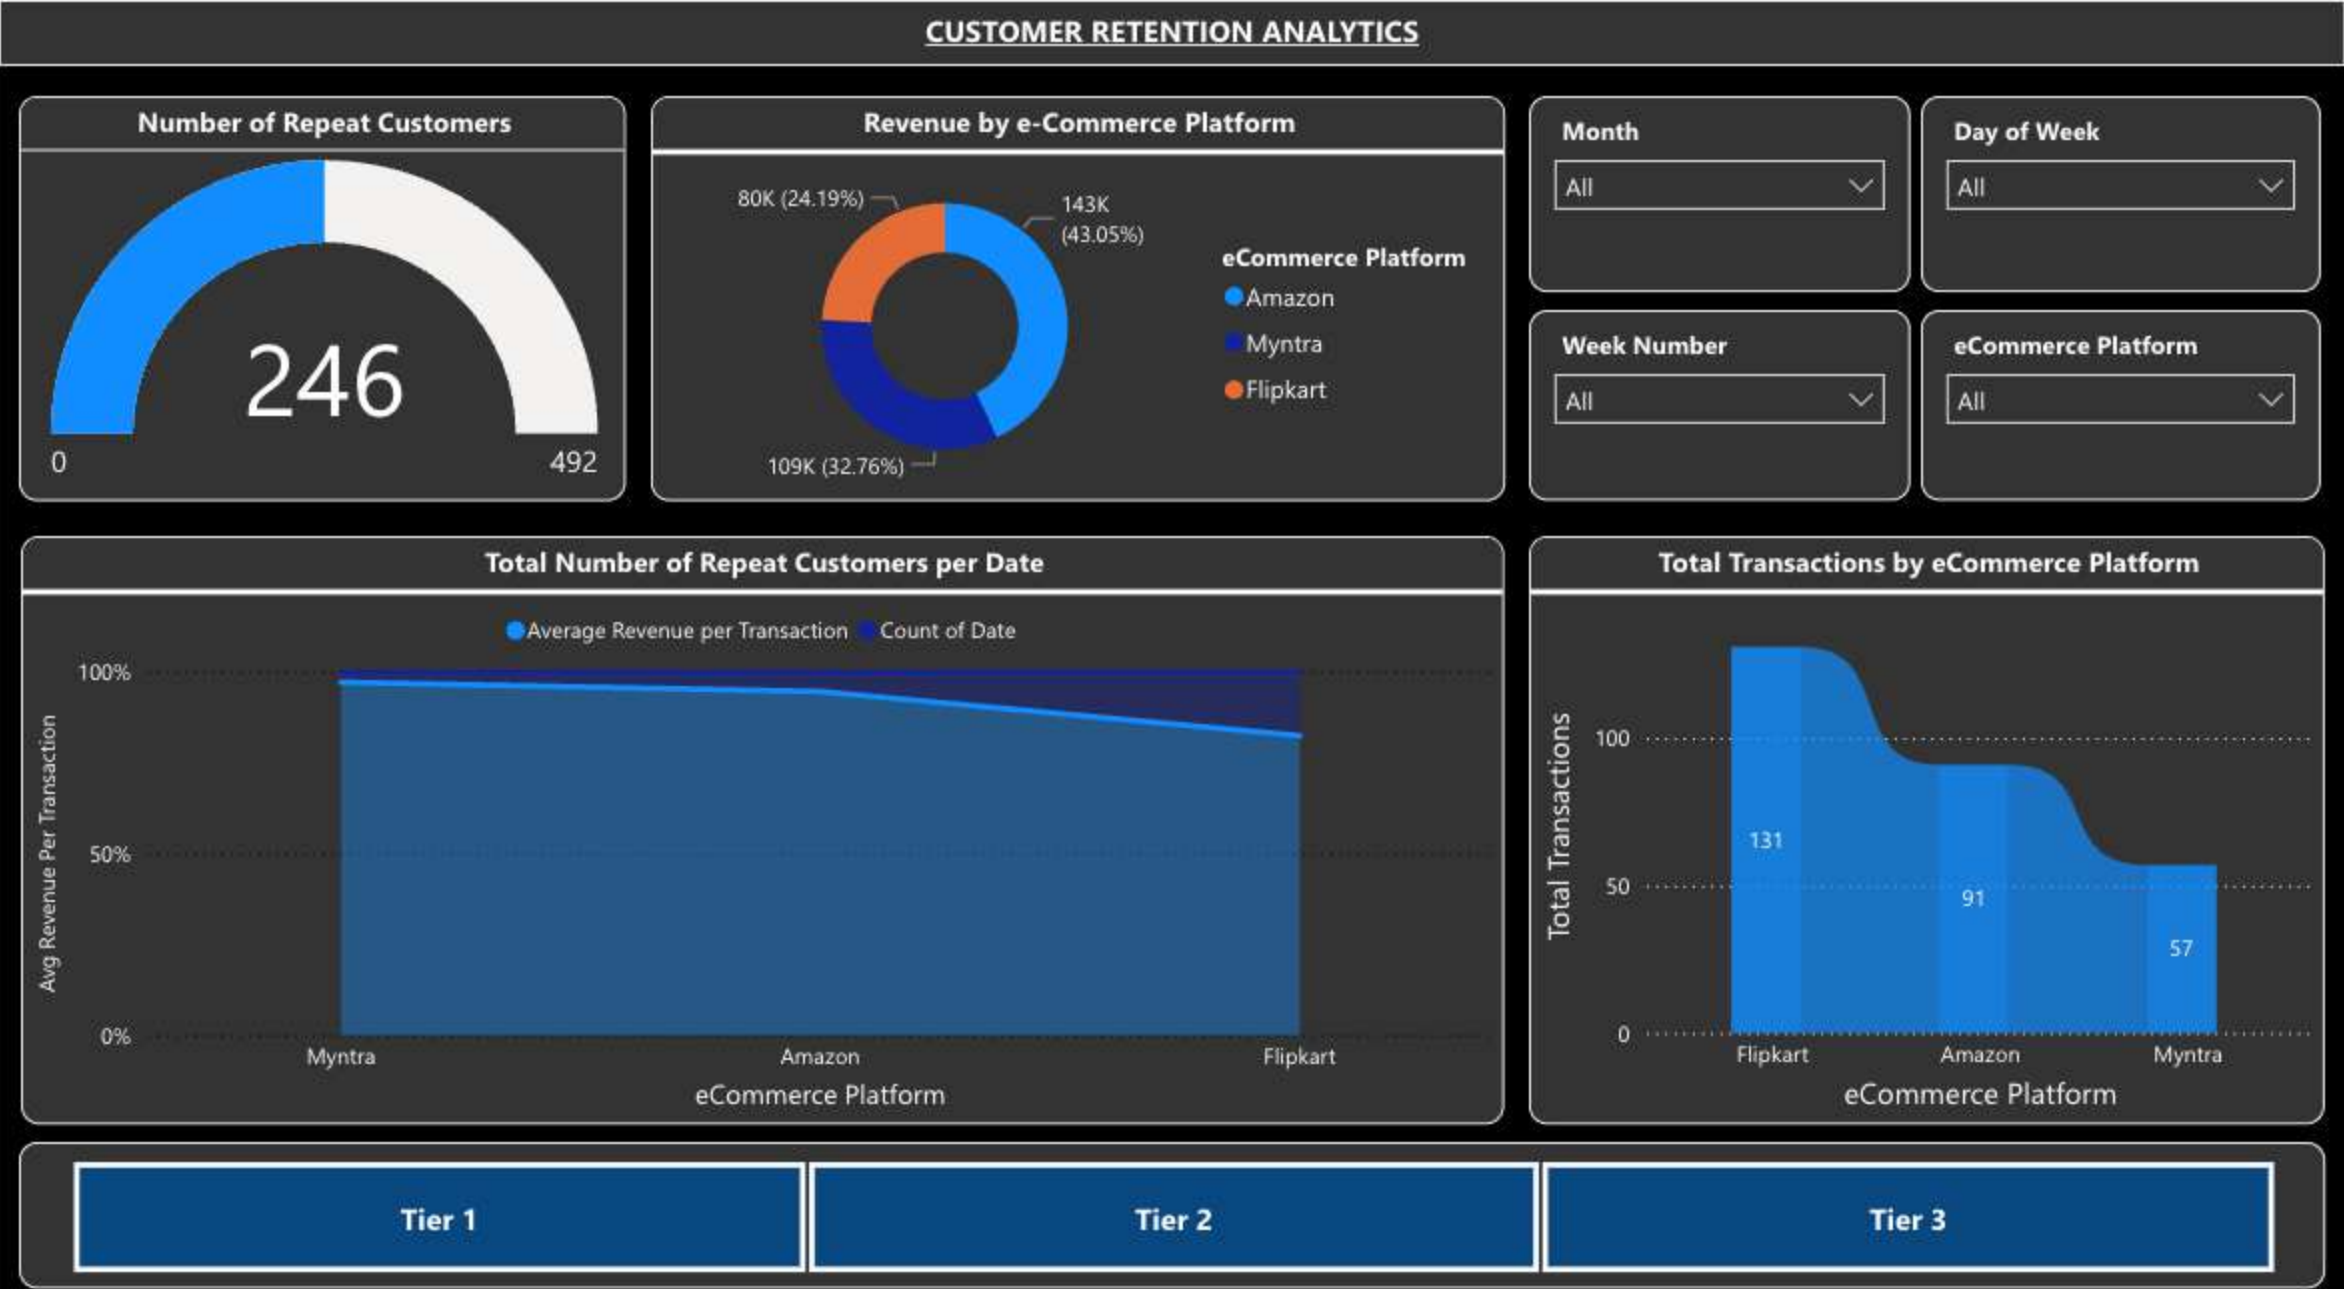 CUSTOMER RETENTION ANALYTICS
Number of Repeat Customers
246
0
492
Revenue by e-Commerce Platform
80K (24.19%)
143K
(43.05%)
109K (32.76%)
eCommerce Platform
Amazon
Myntra
Flipkart
Month
All
Day of Week
All
Week Number
All
eCommerce Platform
All
Total Number of Repeat Customers per Date
Average Revenue per Transaction Count of Date
Avg Revenue Per Transaction
100%
50%
0%
Myntra Amazon Flipkart
eCommerce Platform
Total Transactions by eCommerce Platform
Total Transactions
100
50
0
131
91
57
Flipkart Amazon Myntra
eCommerce Platform
Tier 1
Tier 2
Tier 3